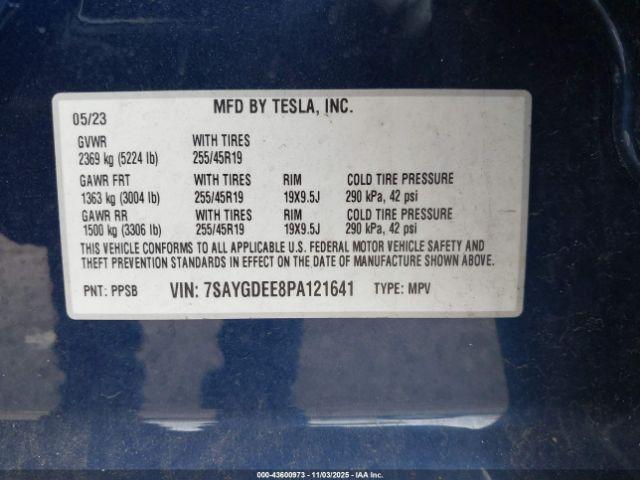 MFD BY TESLA, INC.
05/23
GVWR WITH TIRES
2369 kg (5224 lb) 255/45R19
GAWR FRT WITH TIRES RIM COLD TIRE PRESSURE
1363 kg (3004 lb) 255/45R19 19X9.5J 290 kPa, 42 psi
GAWR RR WITH TIRES RIM COLD TIRE PRESSURE
1500 kg (3306 lb) 255/45R19 19X9.5J 290 kPa, 42 psi
THIS VEHICLE CONFORMS TO ALL APPLICABLE U.S. FEDERAL MOTOR VEHICLE SAFETY AND
THEFT PREVENTION STANDARDS IN EFFECT ON THE DATE OF MANUFACTURE SHOWN ABOVE.
PNT: PPSB VIN: 7SAYGDEE8PA121641 TYPE: MPV
00-43600973 - 11/03/2025 - COPYRIGHT IAA, LLC